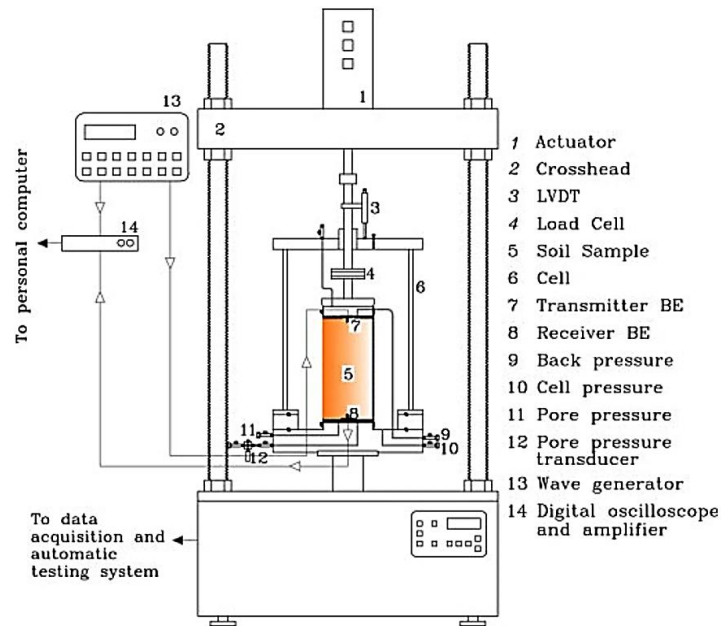 1
13
2
14
To personal computer
3
4
6
7
5
8
11
12
9
10
1 Actuator
2 Crosshead
3 LVDT
4 Load Cell
5 Soil Sample
6 Cell
7 Transmitter BE
8 Receiver BE
9 Back pressure
10 Cell pressure
11 Pore pressure
12 Pore pressure
transducer
13 Wave generator
14 Digital oscilloscope
and amplifier
To data
acquisition and
automatic
testing system